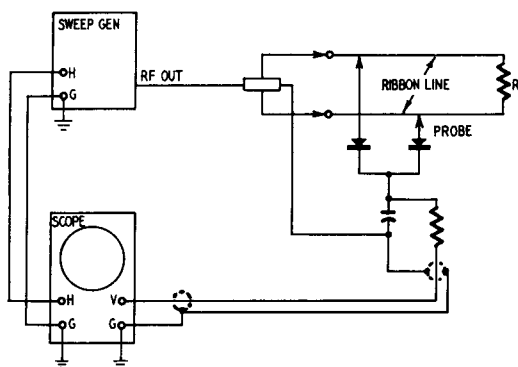 SWEEP GEN
H
G
RF OUT
RIBBON LINE
R
PROBE
SCOPE
H
V
G
G